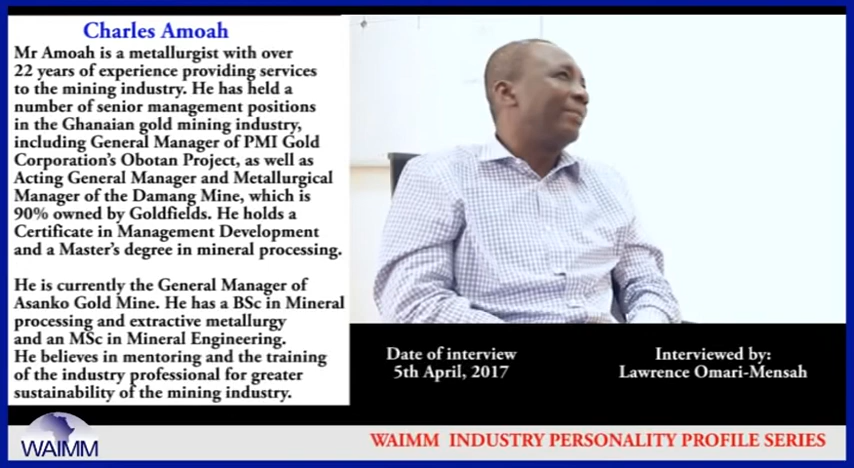 Charles Amoah
Mr Amoah is a metallurgist with over
22 years of experience providing services
to the mining industry. He has held a
number of senior management positions
in the Ghanaian gold mining industry,
including General Manager of PMI Gold
Corporation's Obotan Project, as well as
Acting General Manager and Metallurgical
Manager of the Damang Mine, which is
90% owned by Goldfields. He holds a
Certificate in Management Development
and a Master's degree in mineral processing.
He is currently the General Manager of
Asanko Gold Mine. He has a BSc in Mineral
processing and extractive metallurgy
and an MSc in Mineral Engineering.
He believes in mentoring and the training
of the industry professional for greater
sustainability of the mining industry.
Date of interview
5th April, 2017
Interviewed by:
Lawrence Omari-Mensah
WAIMM
WAIMM INDUSTRY PERSONALITY PROFILE SERIES